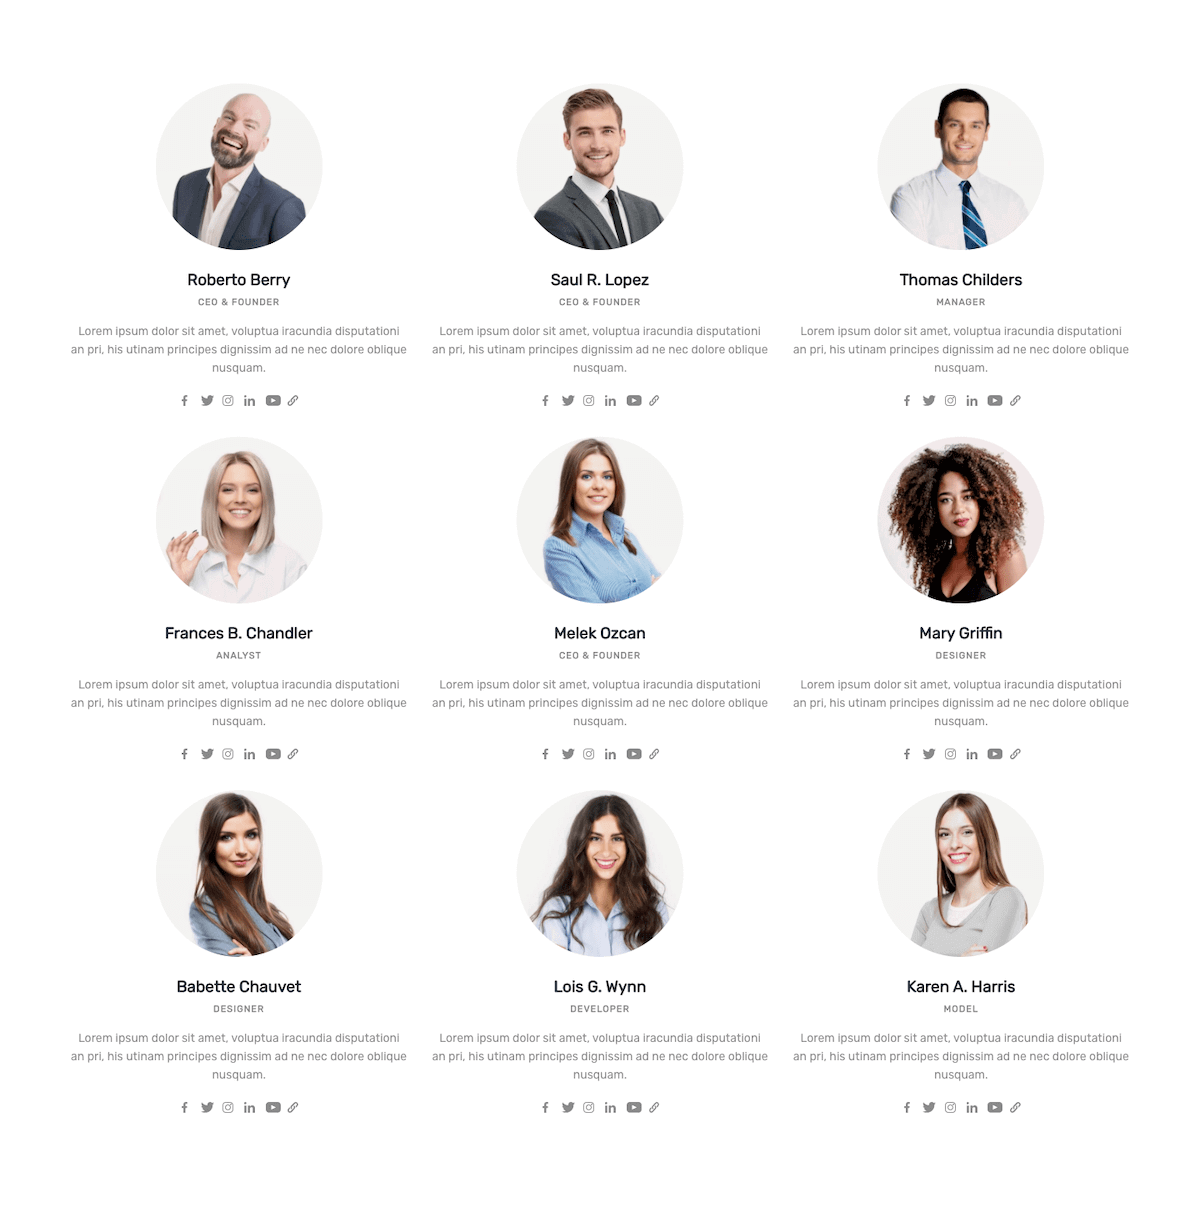 Roberto Berry
CEO & FOUNDER
Lorem ipsum dolor sit amet, voluptua iracundia disputationi
an pri, his utinam principes dignissim ad ne nec dolore oblique
nusquam.
Saul R. Lopez
CEO & FOUNDER
Lorem ipsum dolor sit amet, voluptua iracundia disputationi
an pri, his utinam principes dignissim ad ne nec dolore oblique
nusquam.
Thomas Childers
MANAGER
Lorem ipsum dolor sit amet, voluptua iracundia disputationi
an pri, his utinam principes dignissim ad ne nec dolore oblique
nusquam.
Frances B. Chandler
ANALYST
Lorem ipsum dolor sit amet, voluptua iracundia disputationi
an pri, his utinam principes dignissim ad ne nec dolore oblique
nusquam.
Melek Ozcan
CEO & FOUNDER
Lorem ipsum dolor sit amet, voluptua iracundia disputationi
an pri, his utinam principes dignissim ad ne nec dolore oblique
nusquam.
Mary Griffin
DESIGNER
Lorem ipsum dolor sit amet, voluptua iracundia disputationi
an pri, his utinam principes dignissim ad ne nec dolore oblique
nusquam.
Babette Chauvet
DESIGNER
Lorem ipsum dolor sit amet, voluptua iracundia disputationi
an pri, his utinam principes dignissim ad ne nec dolore oblique
nusquam.
Lois G. Wynn
DEVELOPER
Lorem ipsum dolor sit amet, voluptua iracundia disputationi
an pri, his utinam principes dignissim ad ne nec dolore oblique
nusquam.
Karen A. Harris
MODEL
Lorem ipsum dolor sit amet, voluptua iracundia disputationi
an pri, his utinam principes dignissim ad ne nec dolore oblique
nusquam.